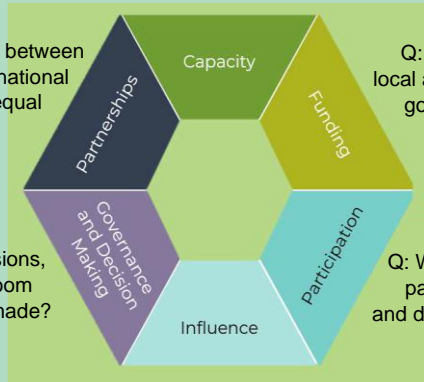 between
national
equal
Partnerships
Capacity
Q:
local
go
Funding
sions,
oom
made?
Governance
and Decision
Making
Influence
Participation
Q: W
pa
and d